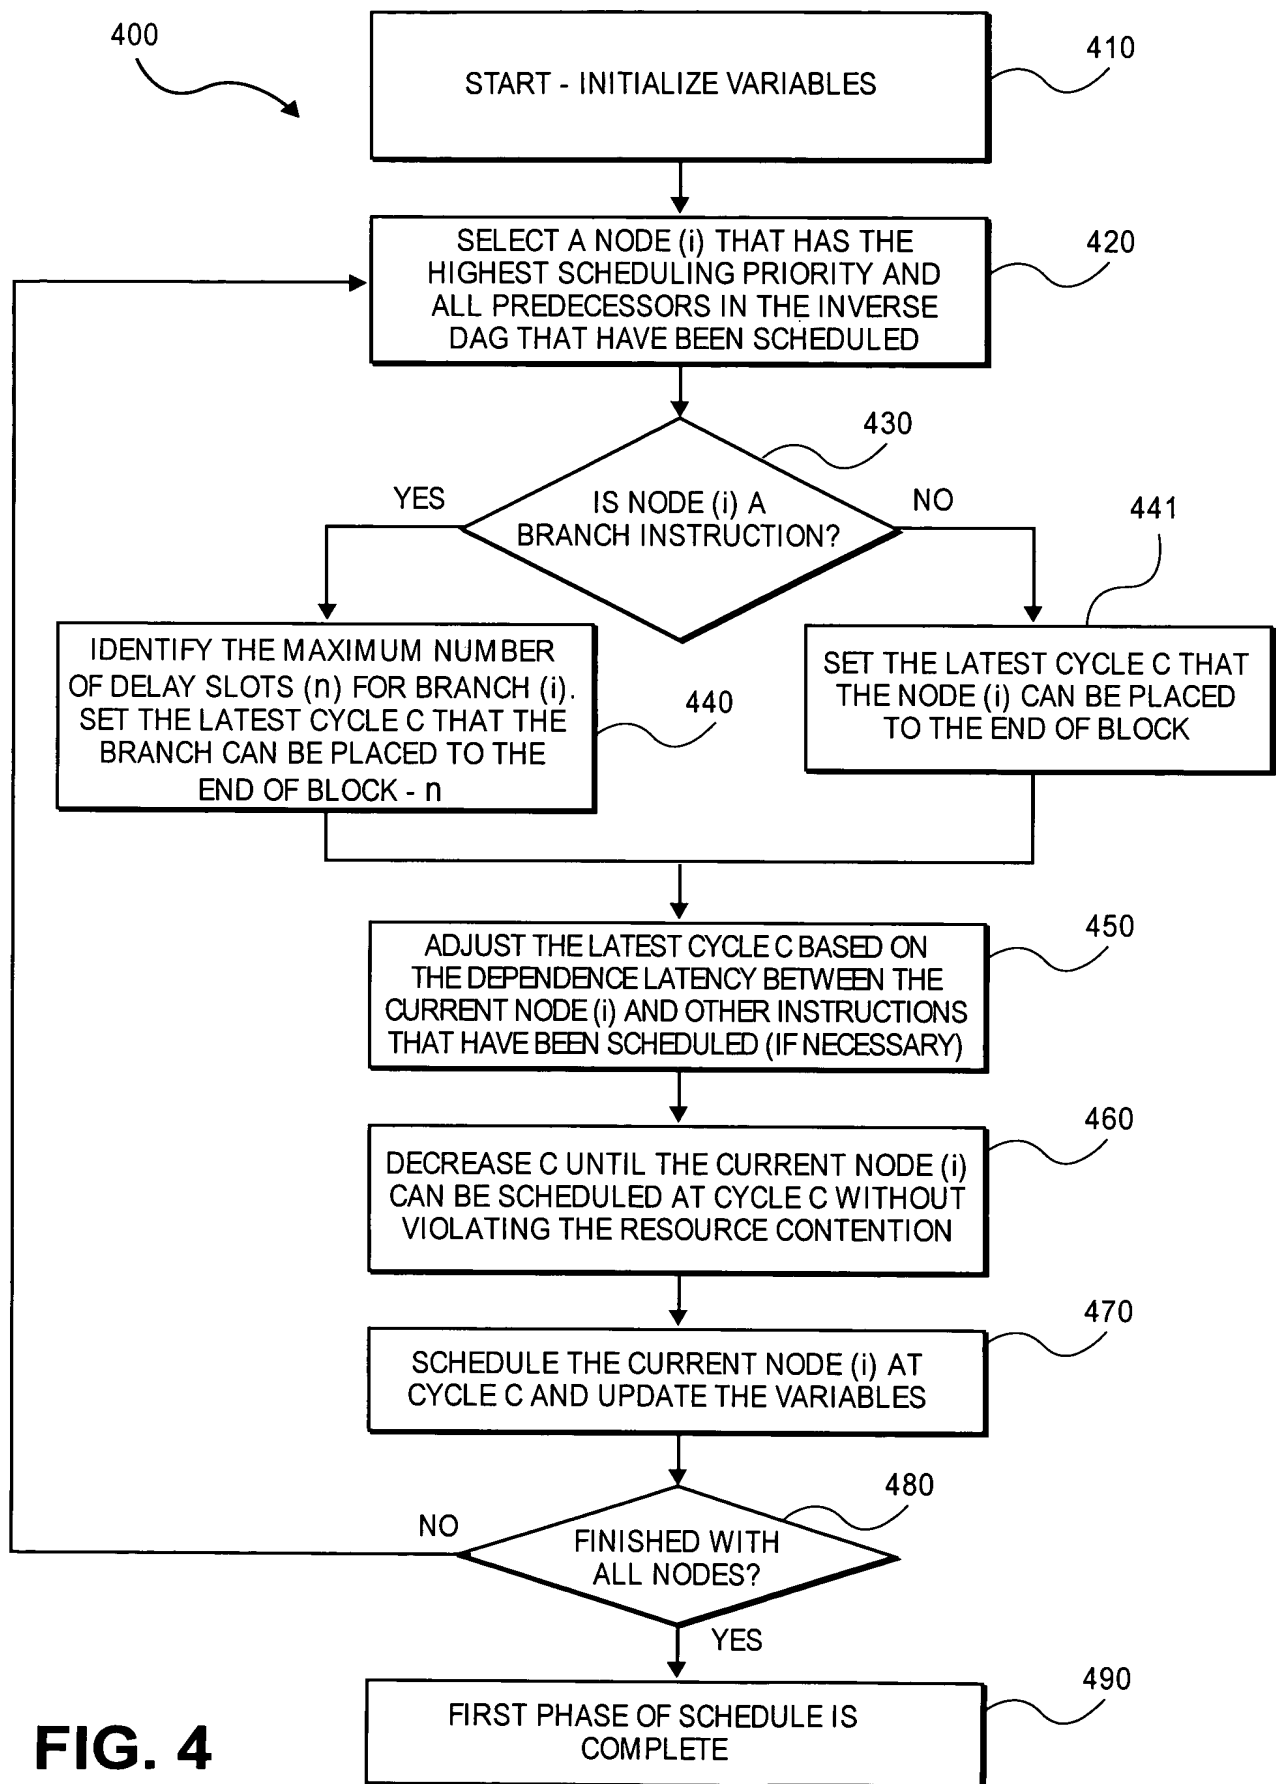 400
START - INITIALIZE VARIABLES
410
SELECT A NODE (i) THAT HAS THE
HIGHEST SCHEDULING PRIORITY AND
ALL PREDECESSORS IN THE INVERSE
DAG THAT HAVE BEEN SCHEDULED
420
430
IS NODE (i) A
BRANCH INSTRUCTION?
YES
NO
441
IDENTIFY THE MAXIMUM NUMBER
OF DELAY SLOTS (n) FOR BRANCH (i).
SET THE LATEST CYCLE C THAT THE
BRANCH CAN BE PLACED TO THE
END OF BLOCK - n
440
SET THE LATEST CYCLE C THAT
THE NODE (i) CAN BE PLACED
TO THE END OF BLOCK
ADJUST THE LATEST CYCLE C BASED ON
THE DEPENDENCE LATENCY BETWEEN THE
CURRENT NODE (i) AND OTHER INSTRUCTIONS
THAT HAVE BEEN SCHEDULED (IF NECESSARY)
450
DECREASE C UNTIL THE CURRENT NODE (i)
CAN BE SCHEDULED AT CYCLE C WITHOUT
VIOLATING THE RESOURCE CONTENTION
460
SCHEDULE THE CURRENT NODE (i) AT
CYCLE C AND UPDATE THE VARIABLES
470
480
NO
FINISHED WITH
ALL NODES?
YES
FIRST PHASE OF SCHEDULE IS
COMPLETE
490
FIG. 4